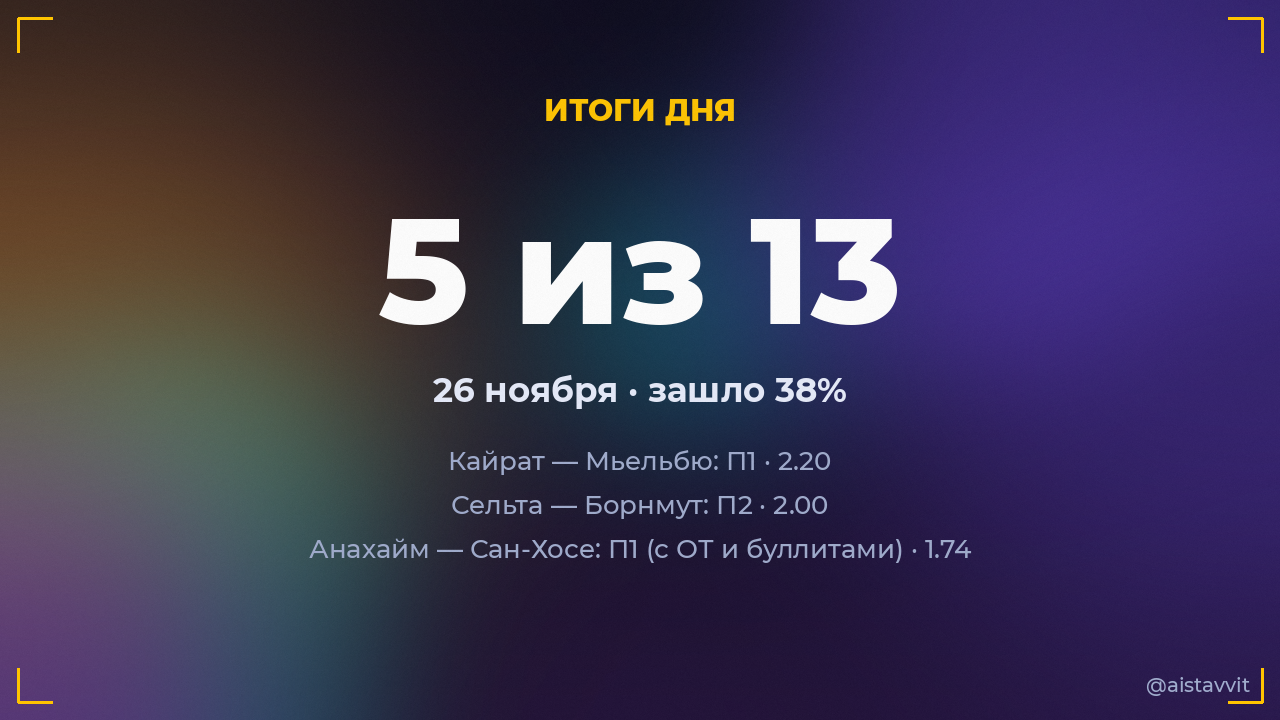 ИТОГИ ДНЯ
5 из 13
26 ноября · зашло 38%
Кайрат — Мьельбю: П1 · 2.20
Сельта — Борнмут: П2 · 2.00
Анахайм — Сан-Хосе: П1 (с ОТ и буллитами) · 1.74
@aistavvit